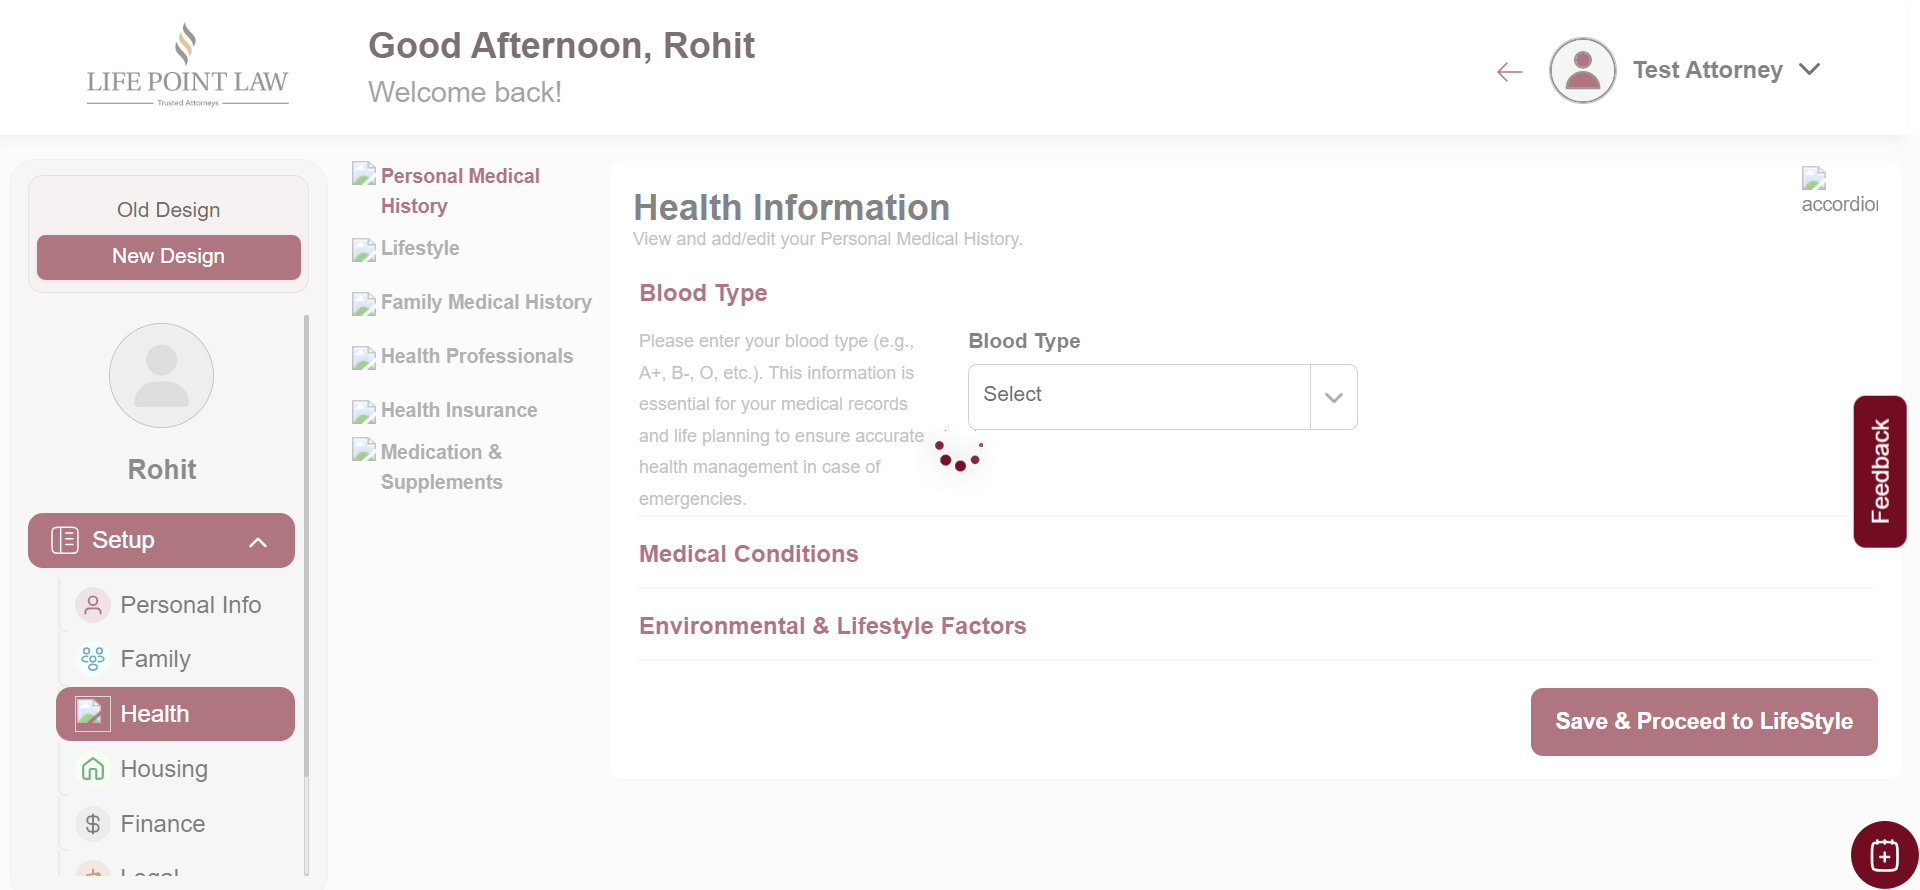 LIFE POINT LAW
Trusted Attorneys
Good Afternoon, Rohit
Welcome back!
Test Attorney
Old Design
New Design
Rohit
Setup
Personal Info
Family
Health
Housing
Finance
Legal
Personal Medical
History
Lifestyle
Family Medical History
Health Professionals
Health Insurance
Medication &
Supplements
Health Information
View and add/edit your Personal Medical History.
accordion
Blood Type
Please enter your blood type (e.g.,
A+, B-, O, etc.). This information is
essential for your medical records
and life planning to ensure accurate
health management in case of
emergencies.
Blood Type
Select
Medical Conditions
Environmental & Lifestyle Factors
Save & Proceed to LifeStyle
Feedback